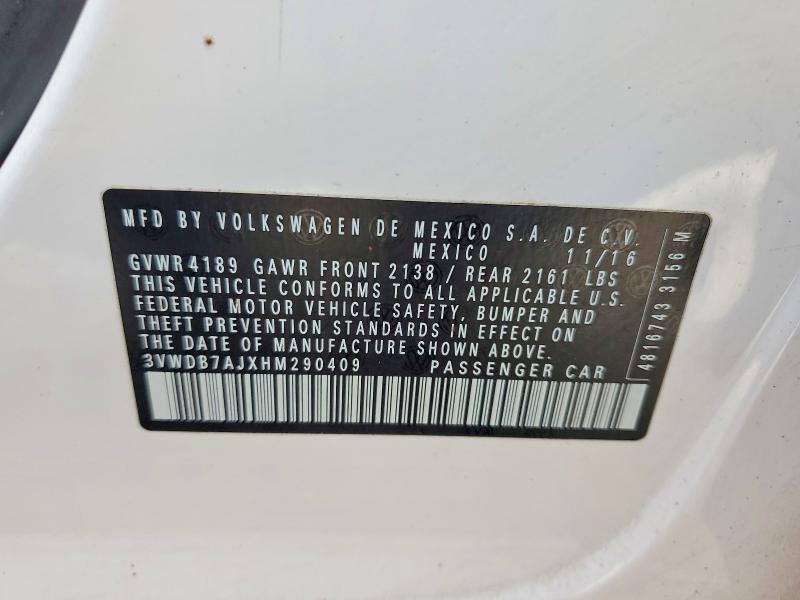 MFD BY VOLKSWAGEN DE MEXICO S.A. DE C.V.
MEXICO 11/16
GVWR 4189 GAWR FRONT 2138 / REAR 2161 LBS
THIS VEHICLE CONFORMS TO ALL APPLICABLE U.S.
FEDERAL MOTOR VEHICLE SAFETY, BUMPER AND
THEFT PREVENTION STANDARDS IN EFFECT ON
THE DATE OF MANUFACTURE SHOWN ABOVE.
3VWDB7AJXHM290409 PASSENGER CAR
4816743 3156 M